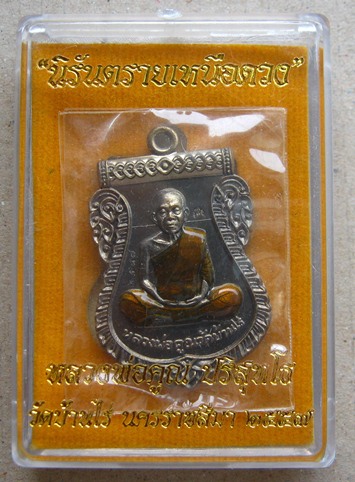 “นิรันตรายเหนือดวง”
หลวงพ่อคูณวัดบ้านไร่
หลวงพ่อคูณ ปริสุทโธ
วัดบ้านไร่ นครราชสีมา ๒๕๕๗